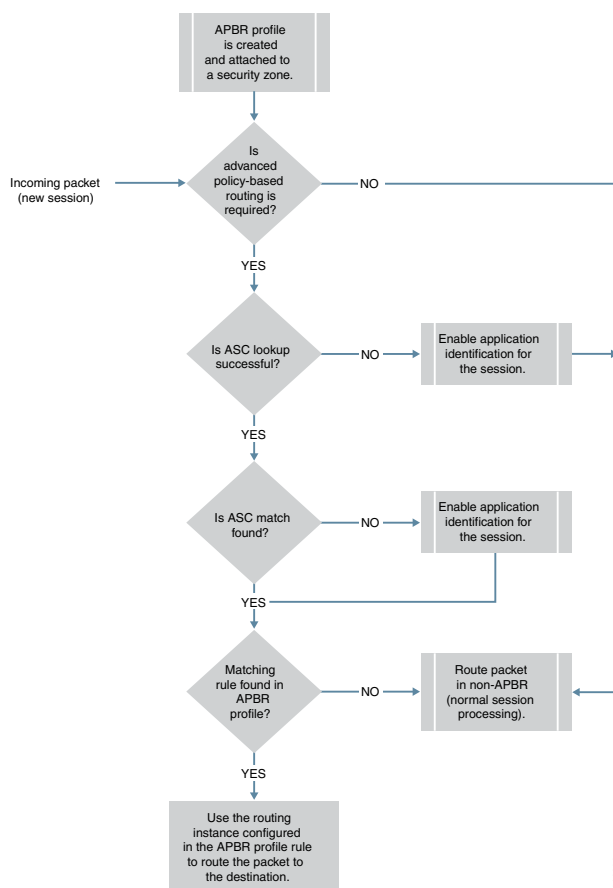 APBR profile
is created
and attached to
a security zone.
Incoming packet
(new session)
Is
advanced
policy-based
routing is
required?
NO
YES
Is ASC lookup
successful?
NO
Enable application
identification for
the session.
YES
Is ASC match
found?
NO
Enable application
identification for
the session.
YES
Matching
rule found in
APBR
profile?
NO
Route packet
in non-APBR
(normal session
processing).
YES
Use the routing
instance configured
in the APBR profile rule
to route the packet to
the destination.